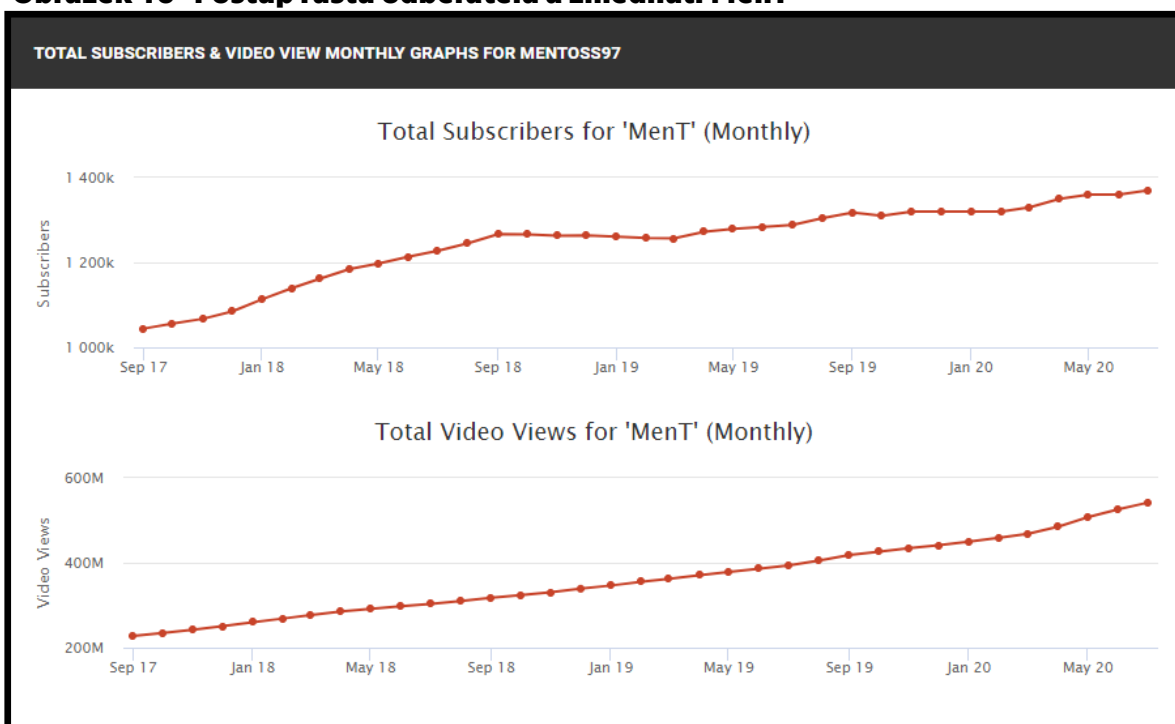 TOTAL SUBSCRIBERS & VIDEO VIEW MONTHLY GRAPHS FOR MENTOSS97
Total Subscribers for 'MenT' (Monthly)
1 400k
1 200k
1 000k
Subscribers
Sep 17 Jan 18 May 18 Sep 18 Jan 19 May 19 Sep 19 Jan 20 May 20
Total Video Views for 'MenT' (Monthly)
600M
400M
200M
Video Views
Sep 17 Jan 18 May 18 Sep 18 Jan 19 May 19 Sep 19 Jan 20 May 20